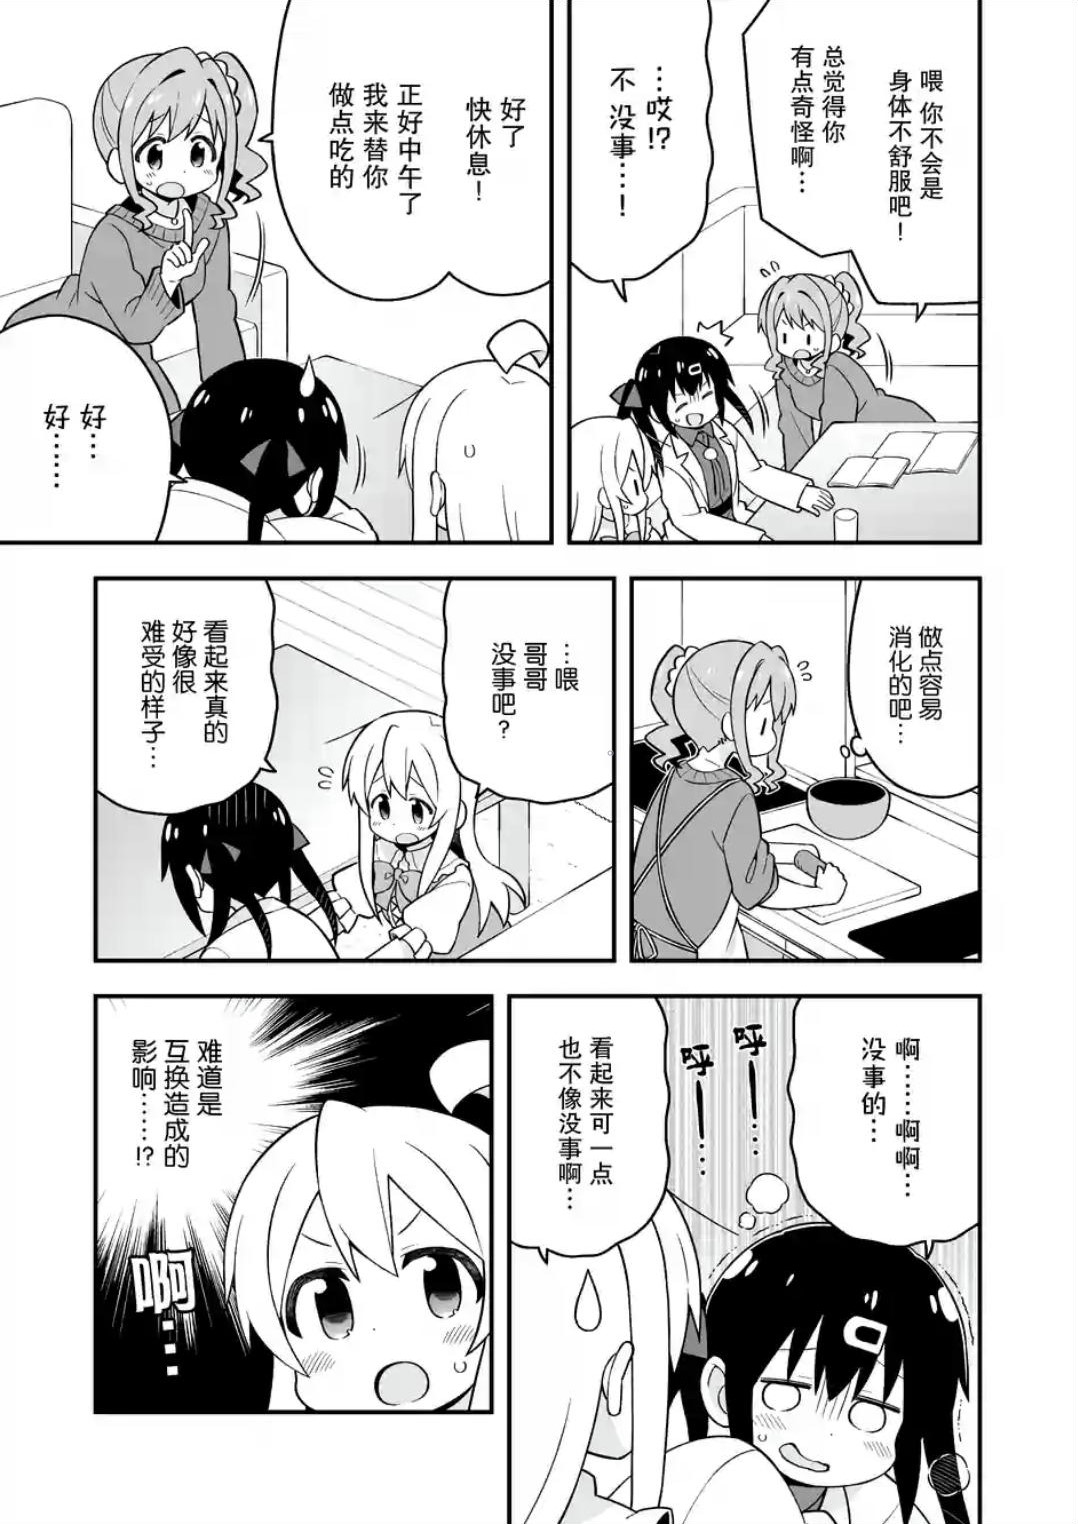 喂 你不会是
身体不舒服吧！
总觉得你
有点奇怪啊…
…哎!?
不 没事…！
好了
快休息！
正好中午了
我来替你
做点吃的
好…
好……
做点容易
消化的吧…
…喂
哥哥
没事吧？
看起来真的
好像很
难受的样子…
啊……啊啊…
没事的…
呼ー…
呼ー…
看起来可一点
也不像没事啊…
难道是
互换造成的
影响……!?
啊……